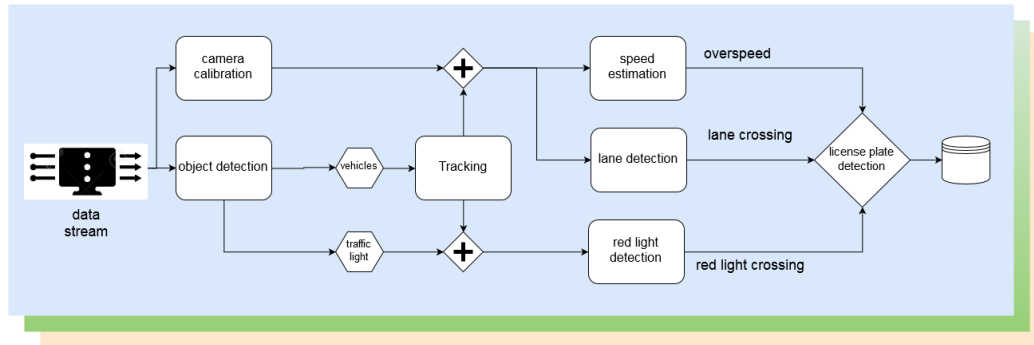 camera
calibration
speed
estimation
overspeed
object detection
vehicles
Tracking
lane detection
lane crossing
license plate
detection
data
stream
traffic
light
red light
detection
red light crossing